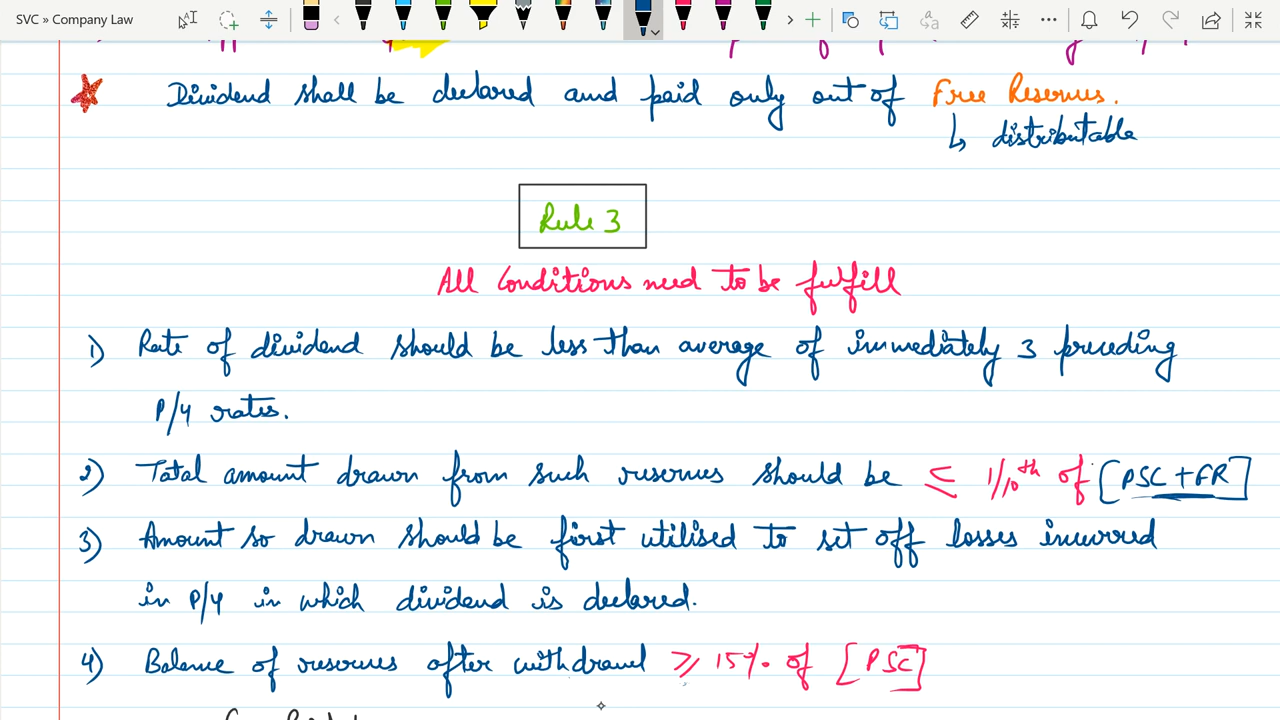 SVC » Company Law
Dividend shall be declared and paid only out of Free Reserves.
↳ distributable
Rule 3
All Conditions need to be fulfill
1) Rate of dividend should be less than average of immediately 3 preceding
P/Y rates.
2) Total amount drawn from such reserves should be ≤ 1/10th of [PSC + FR]
3) Amount so drawn should be first utilised to set off losses incurred
in P/Y in which dividend is declared.
4) Balance of reserves after withdrawl ≥ 15% of [PSC]